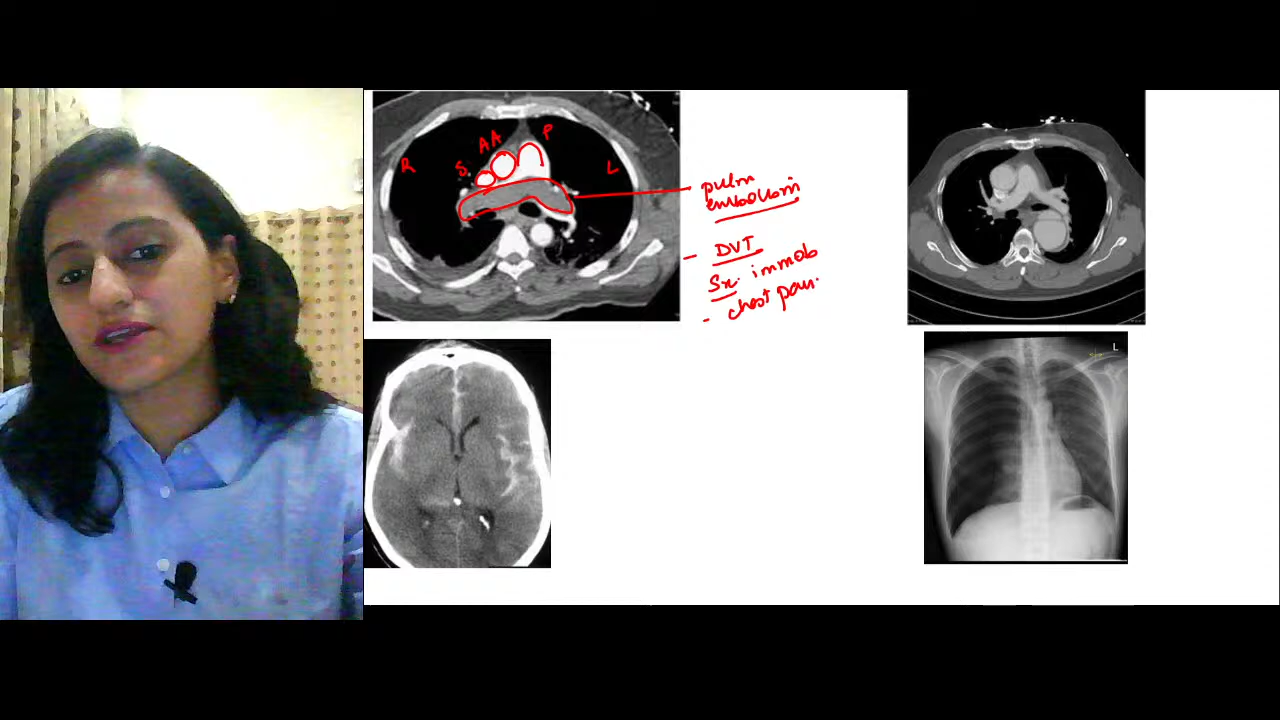 R
S.
AA
P
L
pulm
embolism
- DVT
Sx. immob
- chest pain.
L